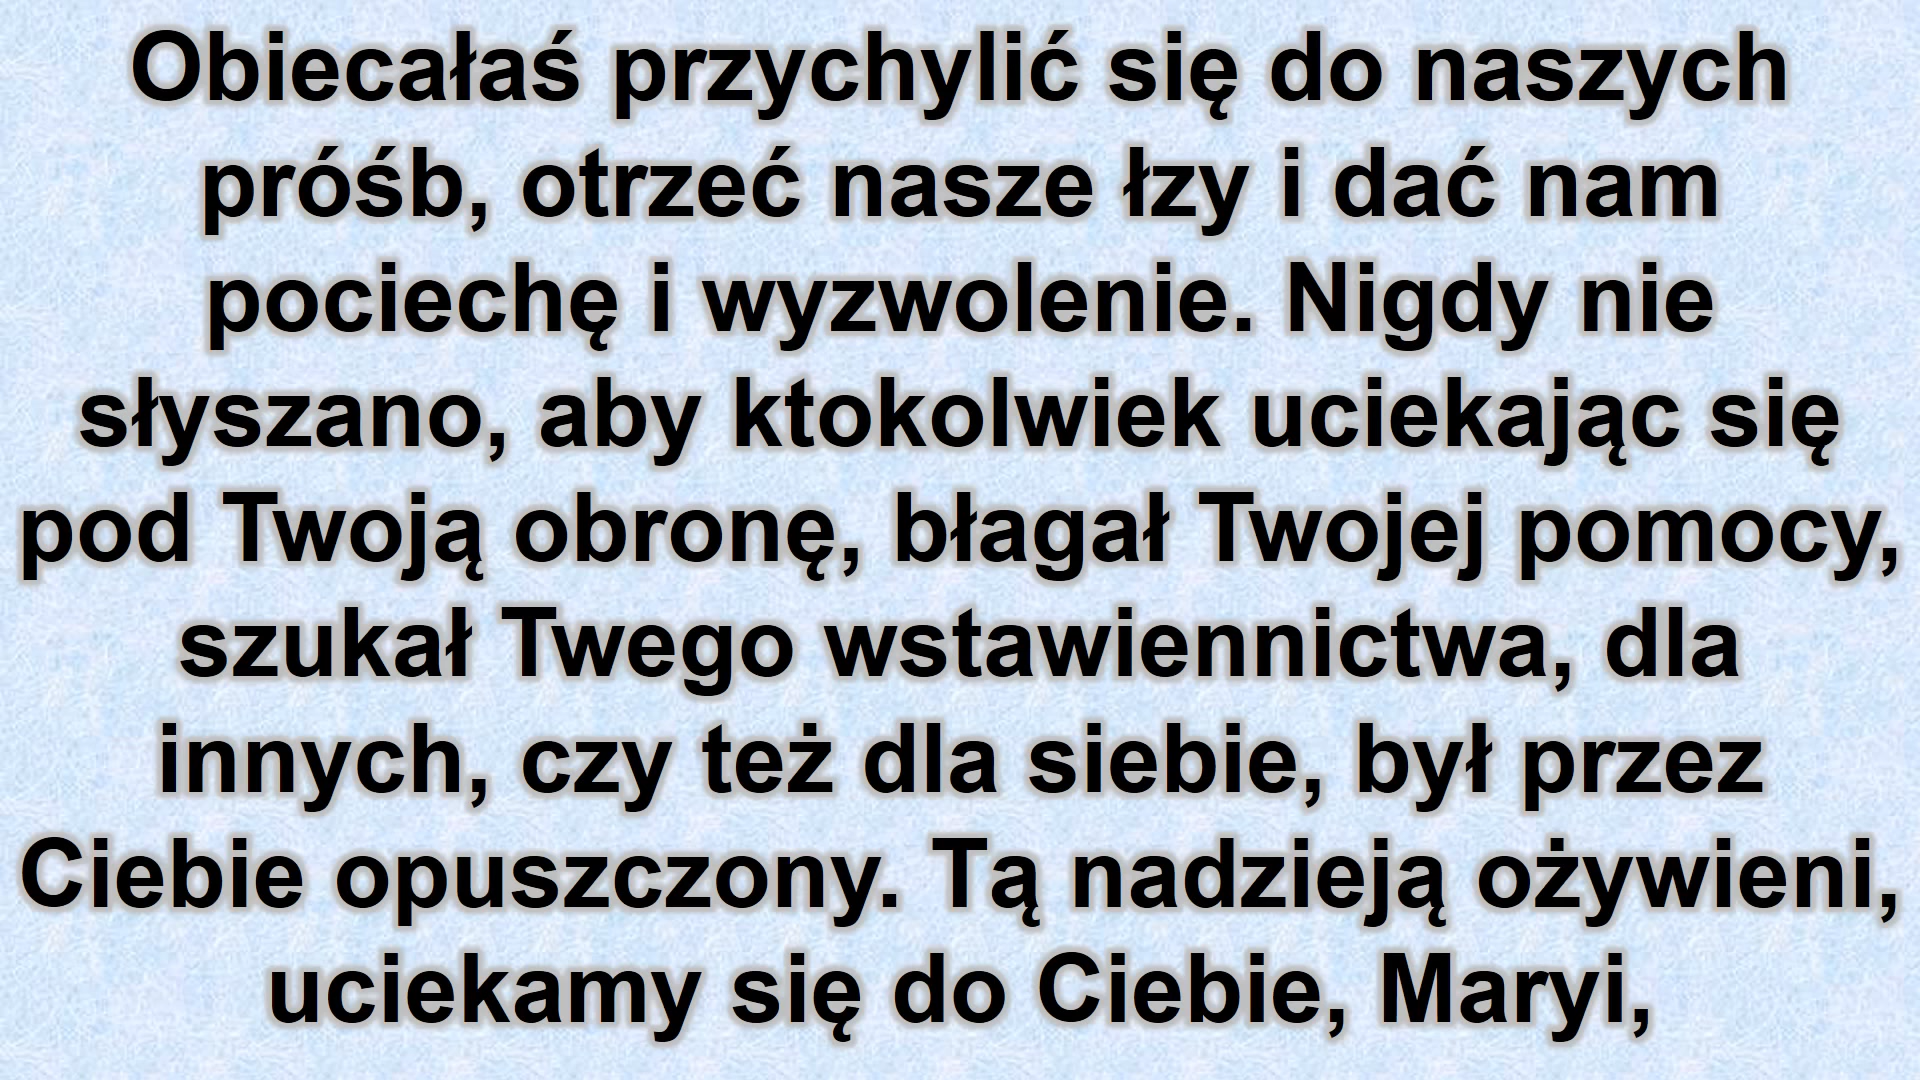 Obiecałaś przychylić się do naszych
próśb, otrzeć nasze łzy i dać nam
pociechę i wyzwolenie. Nigdy nie
słyszano, aby ktokolwiek uciekając się
pod Twoją obronę, błagał Twojej pomocy,
szukał Twego wstawiennictwa, dla
innych, czy też dla siebie, był przez
Ciebie opuszczony. Tą nadzieją ożywieni,
uciekamy się do Ciebie, Maryi,